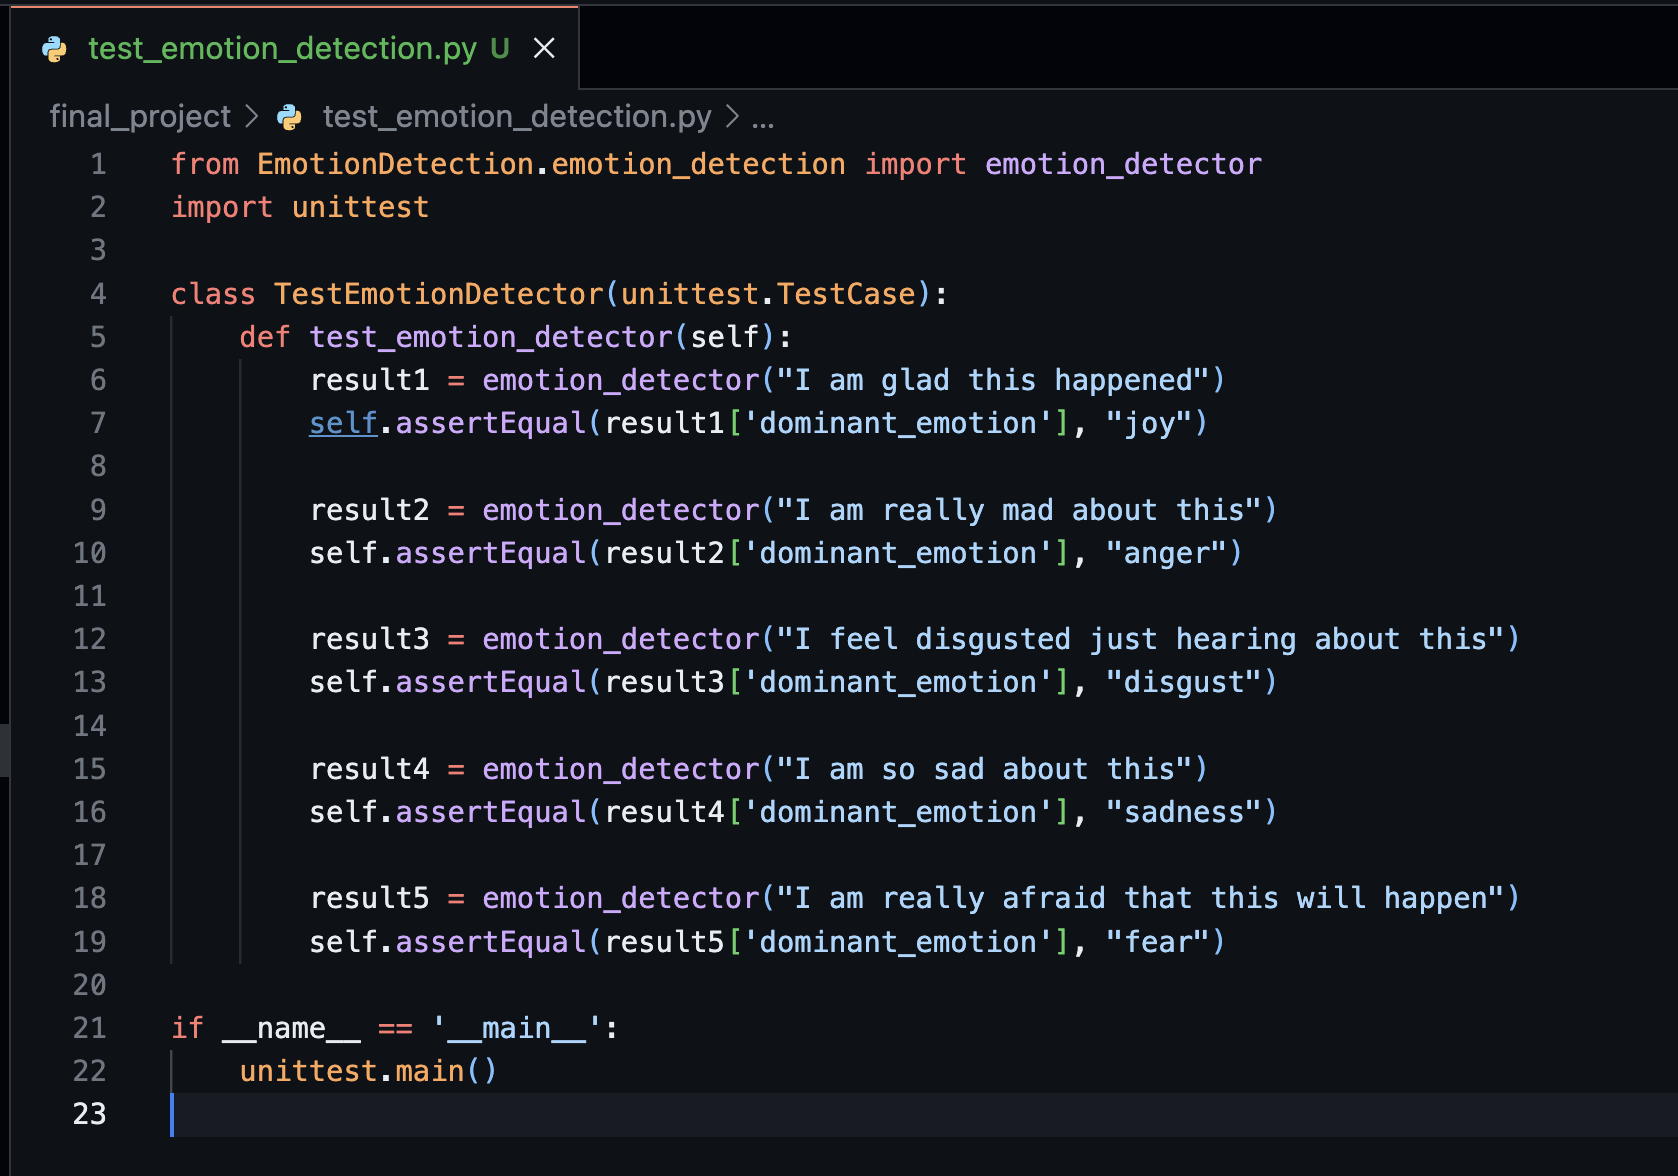 test_emotion_detection.py U
final_project > test_emotion_detection.py > ...
1 from EmotionDetection.emotion_detection import emotion_detector
2 import unittest
3
4 class TestEmotionDetector(unittest.TestCase):
5     def test_emotion_detector(self):
6         result1 = emotion_detector("I am glad this happened")
7         self.assertEqual(result1['dominant_emotion'], "joy")
8
9         result2 = emotion_detector("I am really mad about this")
10         self.assertEqual(result2['dominant_emotion'], "anger")
11
12         result3 = emotion_detector("I feel disgusted just hearing about this")
13         self.assertEqual(result3['dominant_emotion'], "disgust")
14
15         result4 = emotion_detector("I am so sad about this")
16         self.assertEqual(result4['dominant_emotion'], "sadness")
17
18         result5 = emotion_detector("I am really afraid that this will happen")
19         self.assertEqual(result5['dominant_emotion'], "fear")
20
21 if __name__ == '__main__':
22     unittest.main()
23